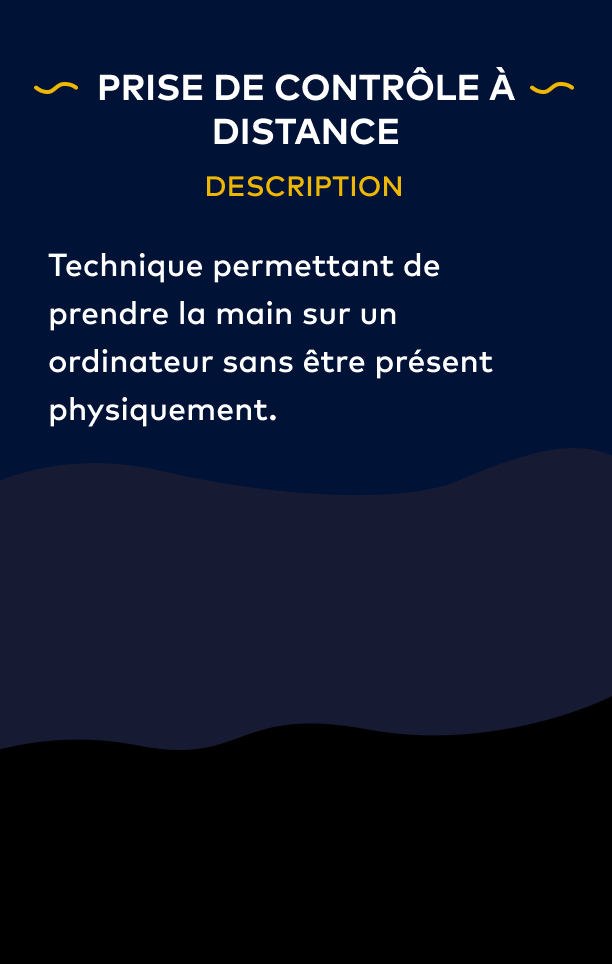 PRISE DE CONTRÔLE À
DISTANCE
DESCRIPTION
Technique permettant de
prendre la main sur un
ordinateur sans être présent
physiquement.